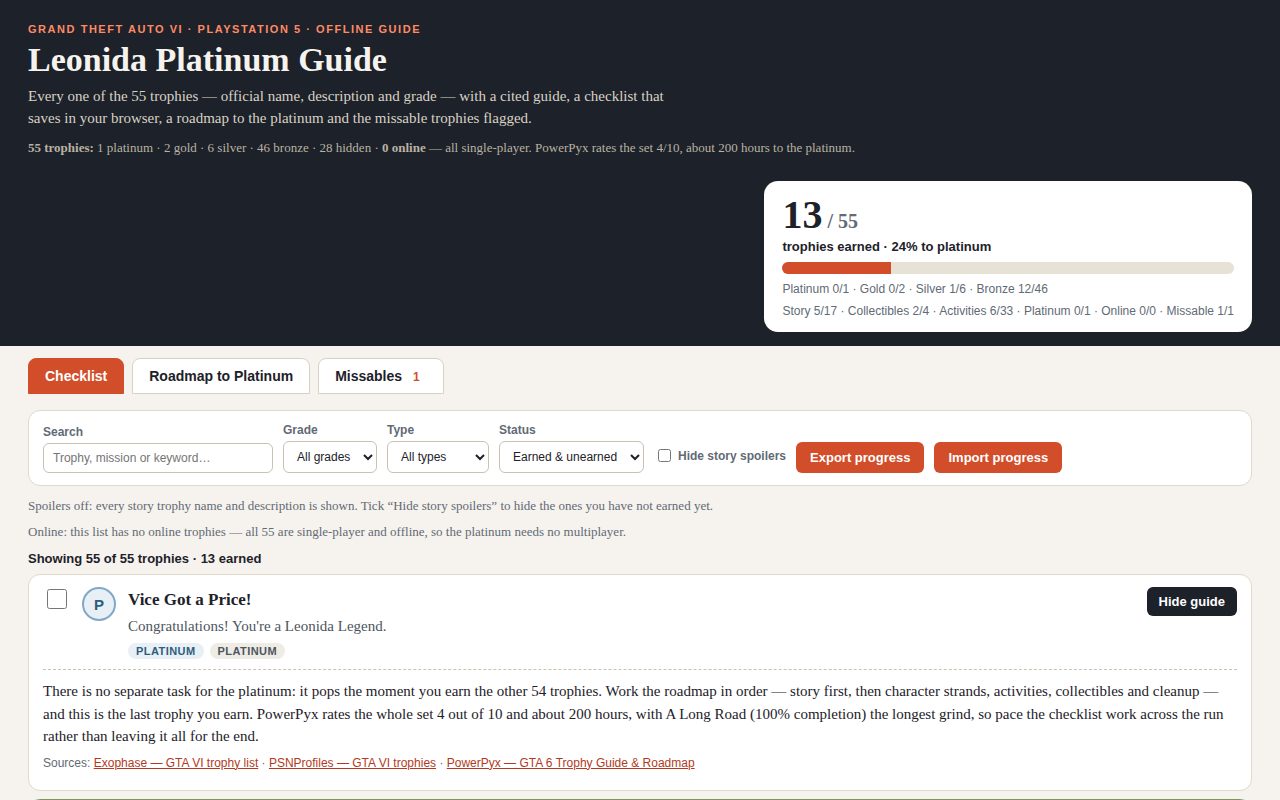 GRAND THEFT AUTO VI · PLAYSTATION 5 · OFFLINE GUIDE
Leonida Platinum Guide
Every one of the 55 trophies — official name, description and grade — with a cited guide, a checklist that
saves in your browser, a roadmap to the platinum and the missable trophies flagged.
55 trophies: 1 platinum · 2 gold · 6 silver · 46 bronze · 28 hidden · 0 online — all single-player. PowerPyx rates the set 4/10, about 200 hours to the platinum.
13 / 55
trophies earned · 24% to platinum
Platinum 0/1 · Gold 0/2 · Silver 1/6 · Bronze 12/46
Story 5/17 · Collectibles 2/4 · Activities 6/33 · Platinum 0/1 · Online 0/0 · Missable 1/1
Checklist Roadmap to Platinum Missables 1
Search Grade Type Status
Trophy, mission or keyword… All grades All types Earned & unearned Hide story spoilers Export progress Import progress
Spoilers off: every story trophy name and description is shown. Tick “Hide story spoilers” to hide the ones you have not earned yet.
Online: this list has no online trophies — all 55 are single-player and offline, so the platinum needs no multiplayer.
Showing 55 of 55 trophies · 13 earned
P Vice Got a Price! Hide guide
Congratulations! You're a Leonida Legend.
PLATINUM PLATINUM
There is no separate task for the platinum: it pops the moment you earn the other 54 trophies. Work the roadmap in order — story first, then character strands, activities, collectibles and cleanup —
and this is the last trophy you earn. PowerPyx rates the whole set 4 out of 10 and about 200 hours, with A Long Road (100% completion) the longest grind, so pace the checklist work across the run
rather than leaving it all for the end.
Sources: Exophase — GTA VI trophy list · PSNProfiles — GTA VI trophies · PowerPyx — GTA 6 Trophy Guide & Roadmap